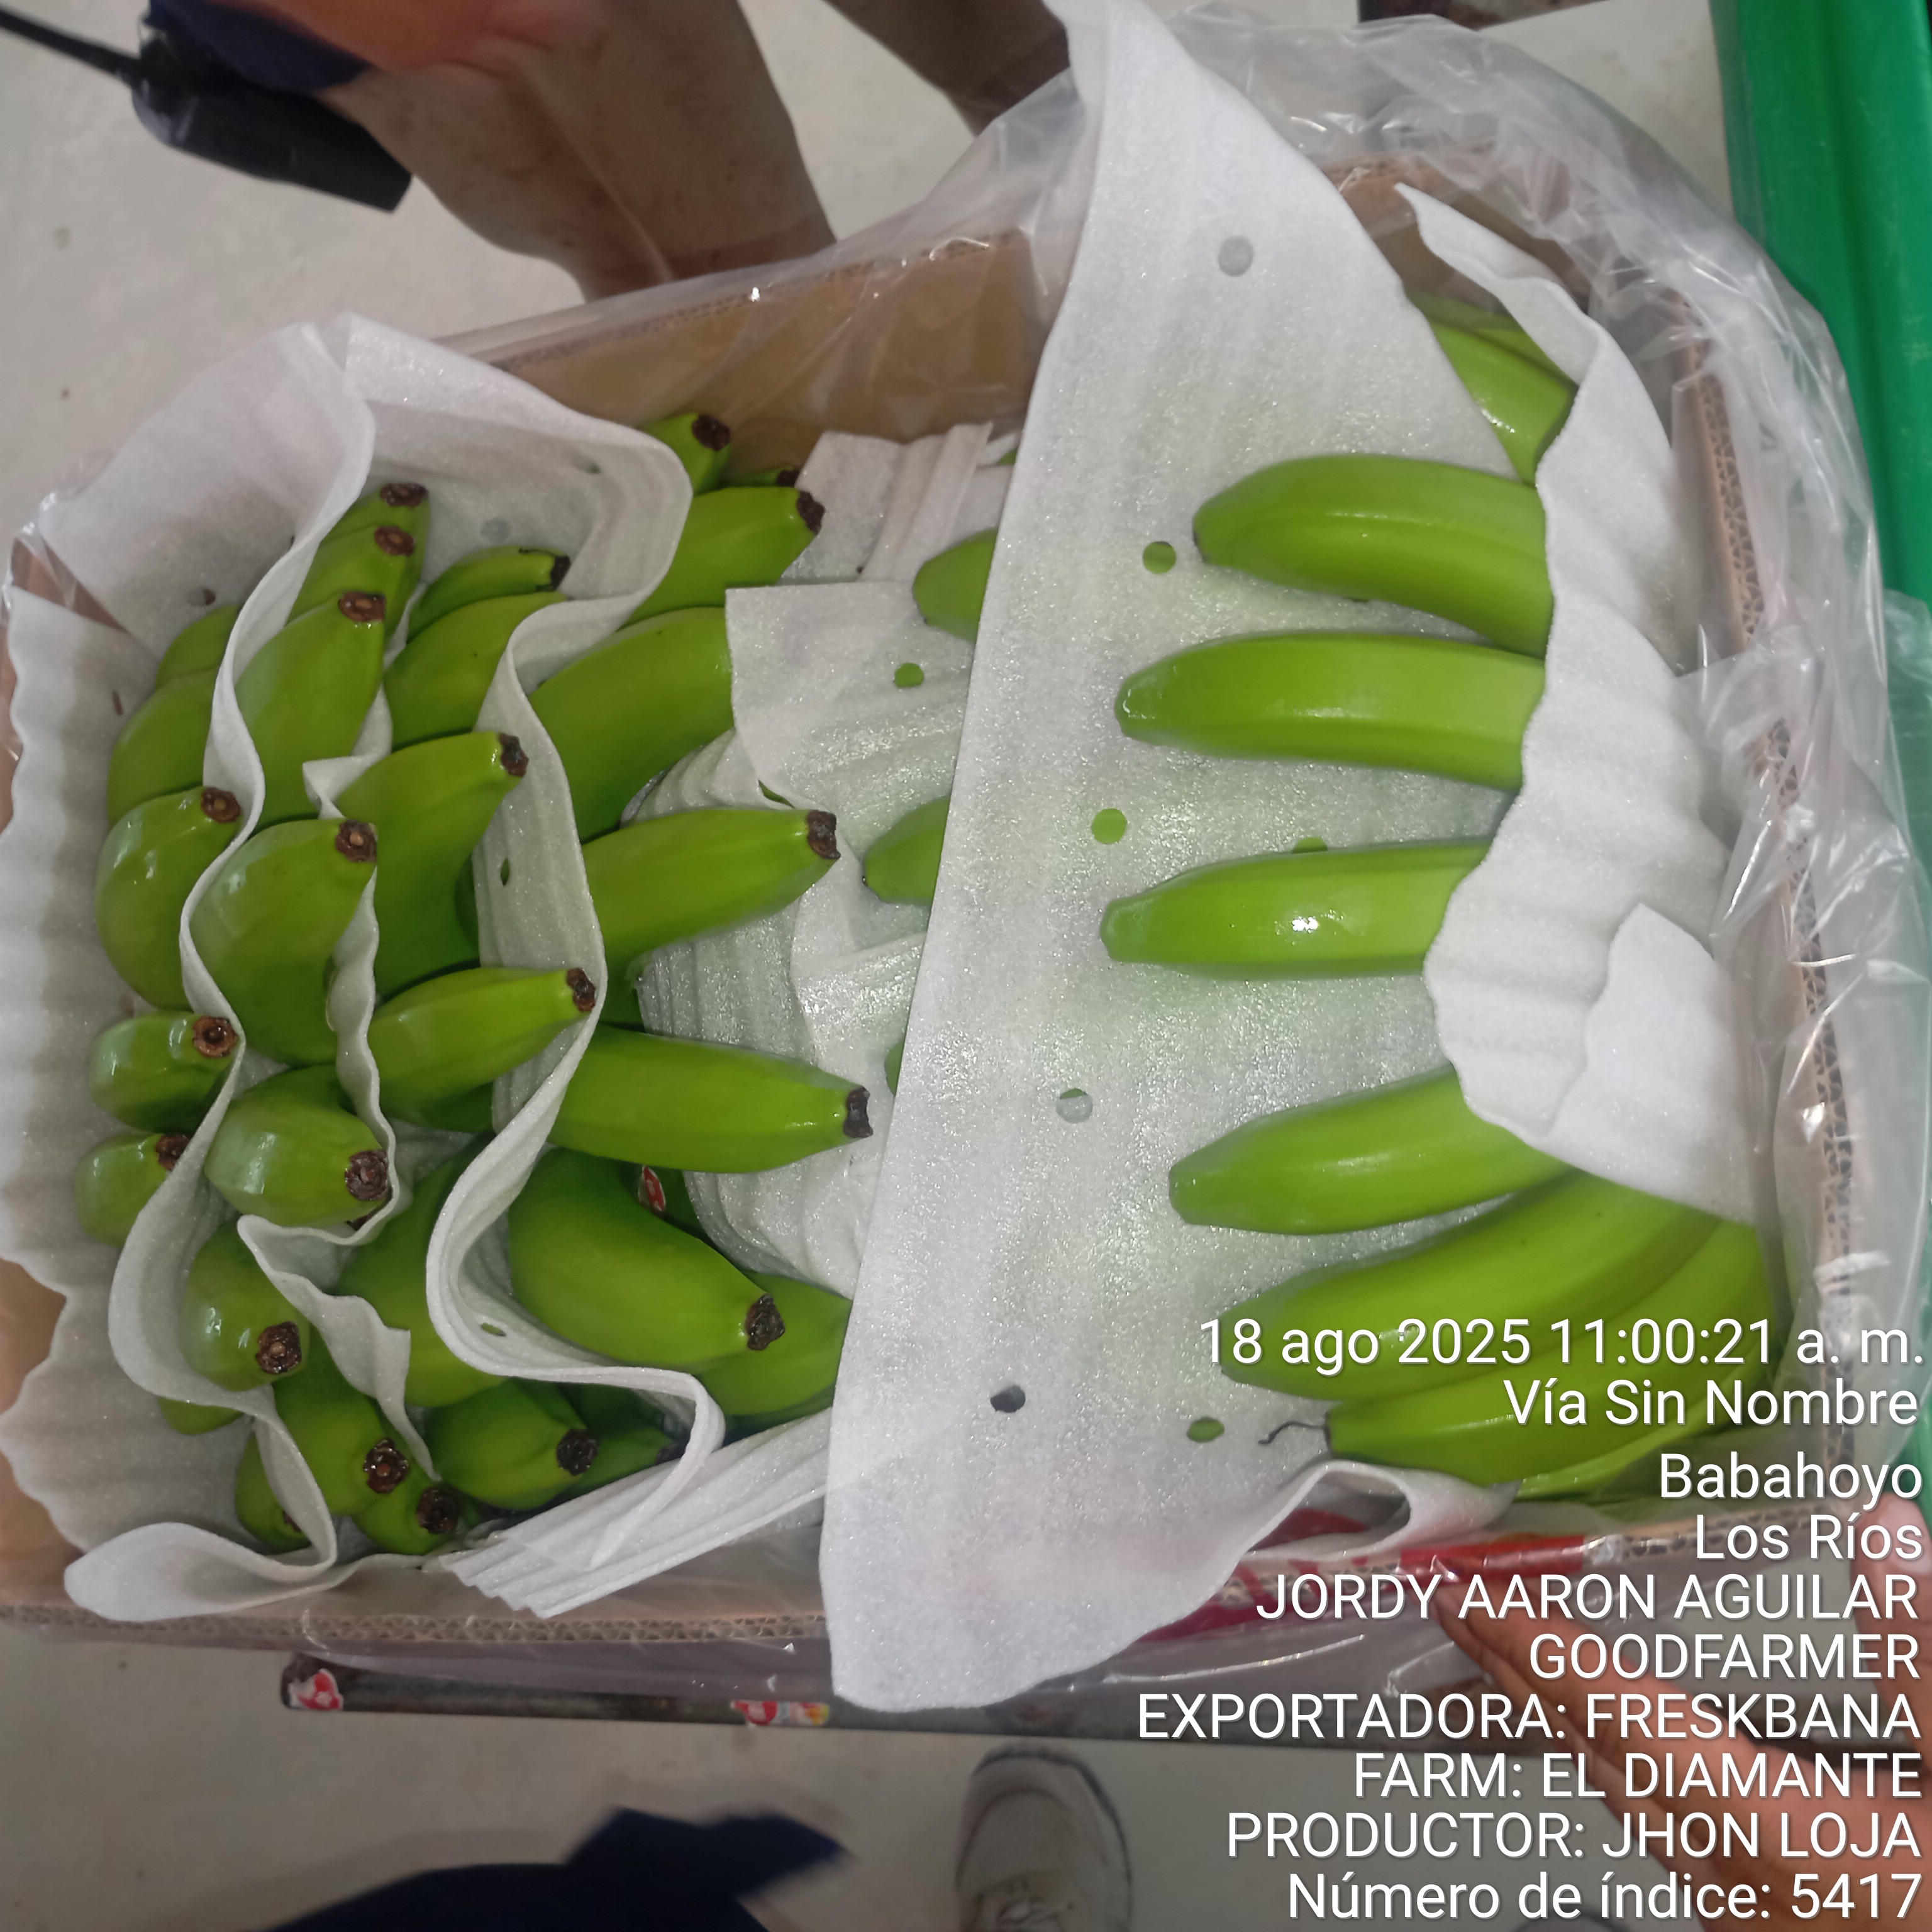 18 ago 2025 11:00:21 a. m.
Vía Sin Nombre
Babahoyo
Los Ríos
JORDY AARON AGUILAR
GOODFARMER
EXPORTADORA: FRESKBANA
FARM: EL DIAMANTE
PRODUCTOR: JHON LOJA
Número de índice: 5417